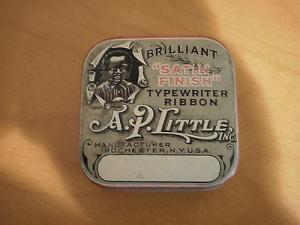 BRILLIANT
"SATIN
FINISH"
TYPEWRITER
RIBBON
A.P. LITTLE,
INC.
MANUFACTURER
ROCHESTER, N.Y. U.S.A.